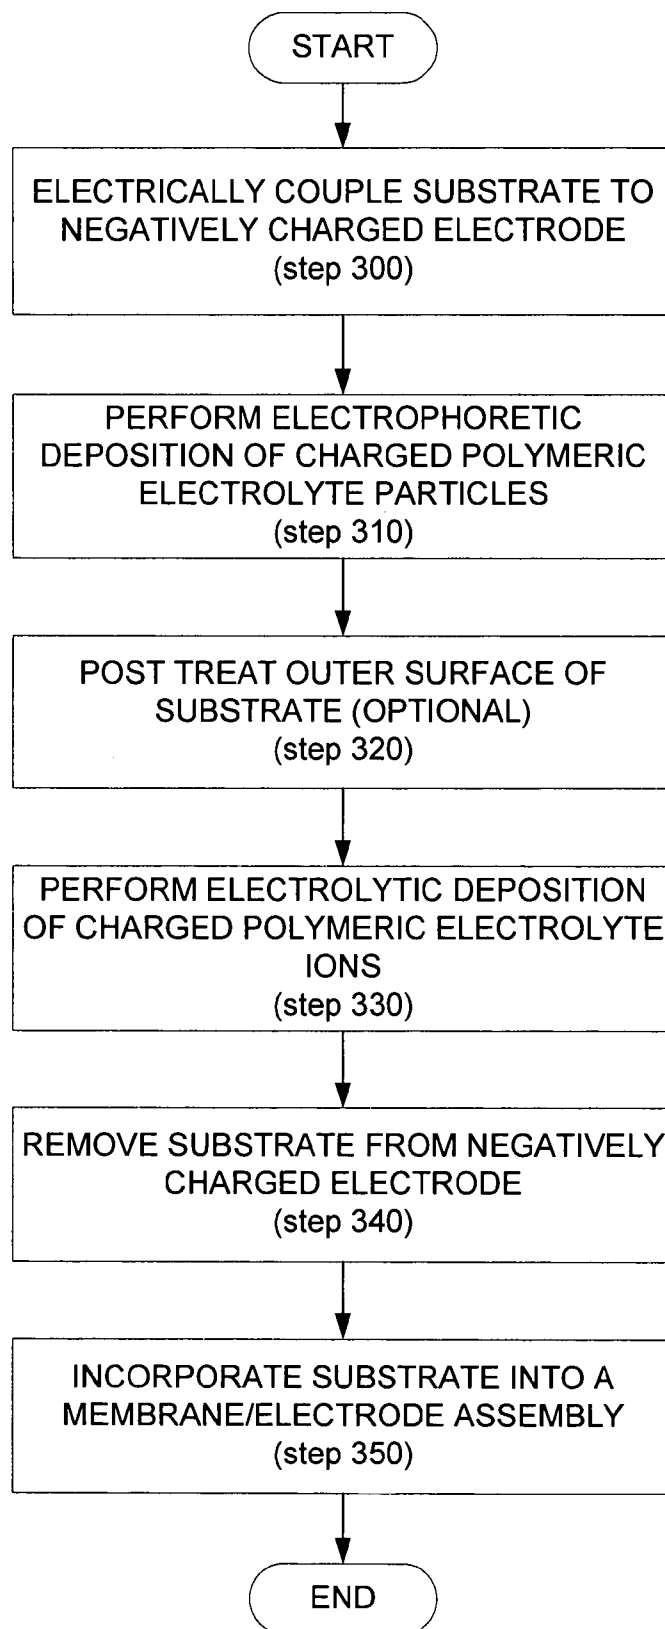 START
ELECTRICALLY COUPLE SUBSTRATE TO
NEGATIVELY CHARGED ELECTRODE
(step 300)
PERFORM ELECTROPHORETIC
DEPOSITION OF CHARGED POLYMERIC
ELECTROLYTE PARTICLES
(step 310)
POST TREAT OUTER SURFACE OF
SUBSTRATE (OPTIONAL)
(step 320)
PERFORM ELECTROLYTIC DEPOSITION
OF CHARGED POLYMERIC ELECTROLYTE
IONS
(step 330)
REMOVE SUBSTRATE FROM NEGATIVELY
CHARGED ELECTRODE
(step 340)
INCORPORATE SUBSTRATE INTO A
MEMBRANE/ELECTRODE ASSEMBLY
(step 350)
END